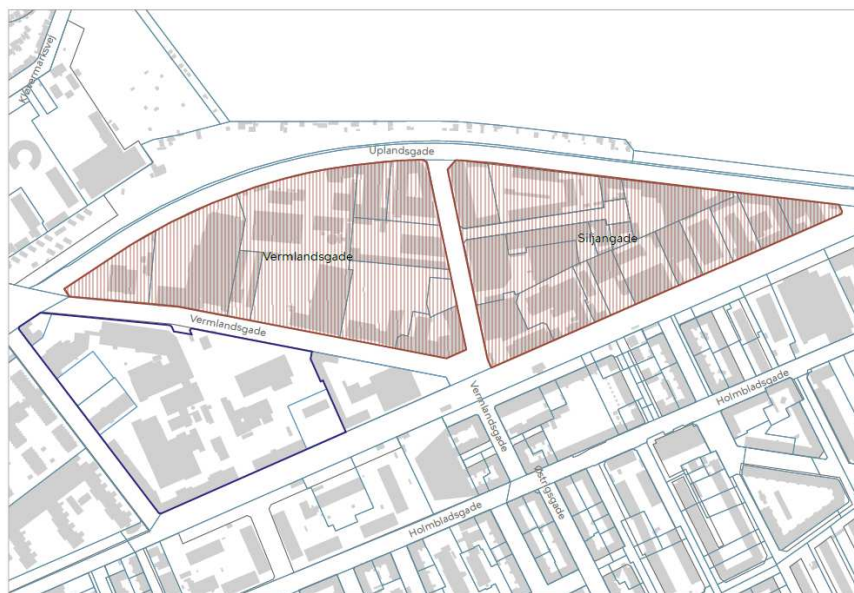 Kløvermarksvej
Uplandsgade
Vermlandsgade
Siljangade
Vermlandsgade
Vermlandsgade
Holmbladsgade
Østrigsgade
Holmbladsgade